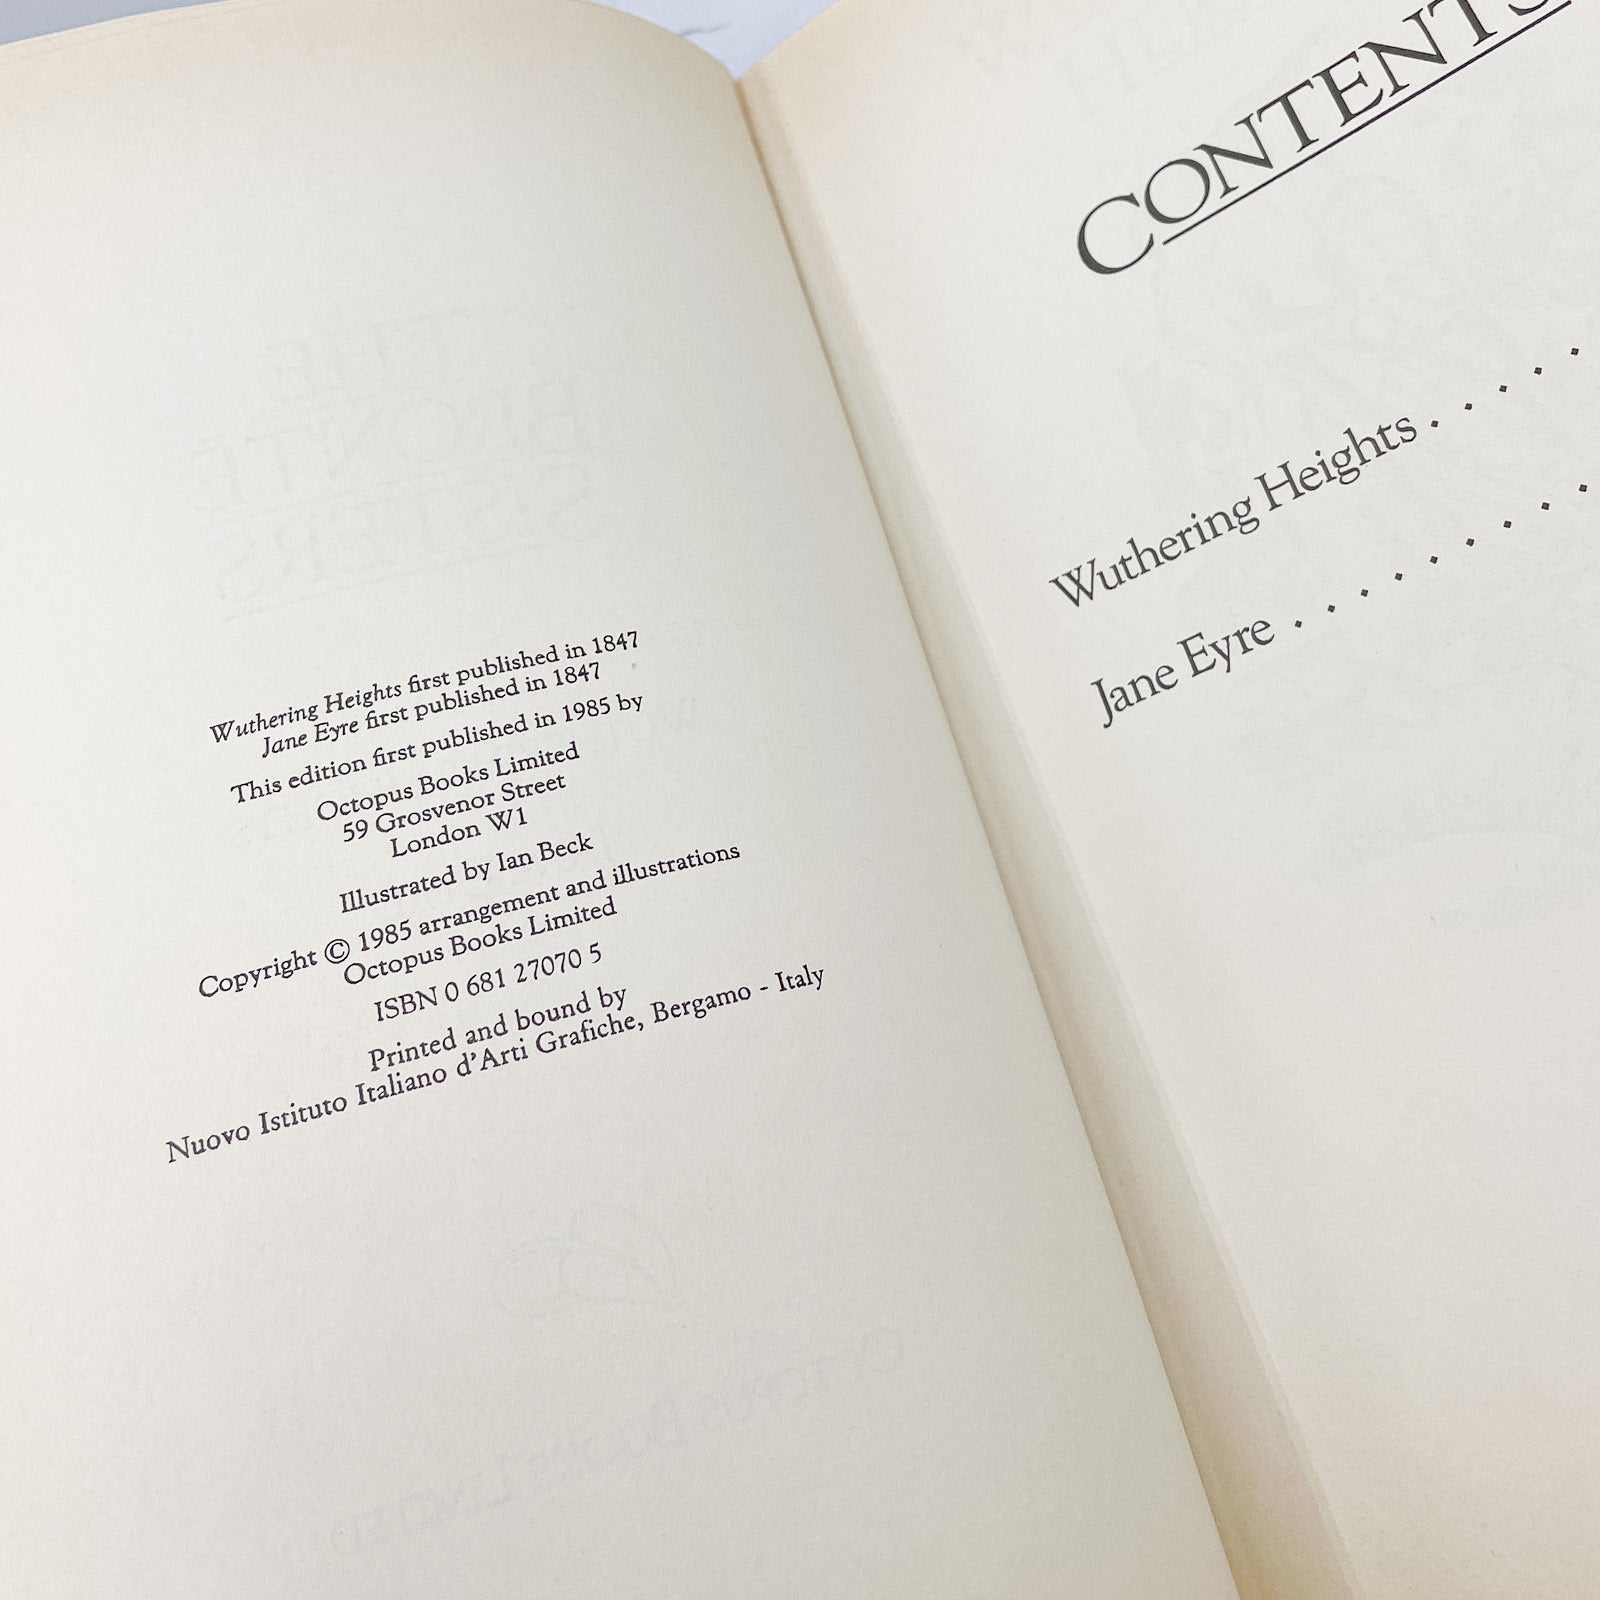 Wuthering Heights first published in 1847
Jane Eyre first published in 1847
This edition first published in 1985 by
Octopus Books Limited
59 Grosvenor Street
London W1
Illustrated by Ian Beck
Copyright © 1985 arrangement and illustrations
Octopus Books Limited
ISBN 0 681 27070 5
Printed and bound by
Nuovo Istituto Italiano d'Arti Grafiche, Bergamo - Italy
CONTENTS
Wuthering Heights . . . . . .
Jane Eyre . . . . . . . . .